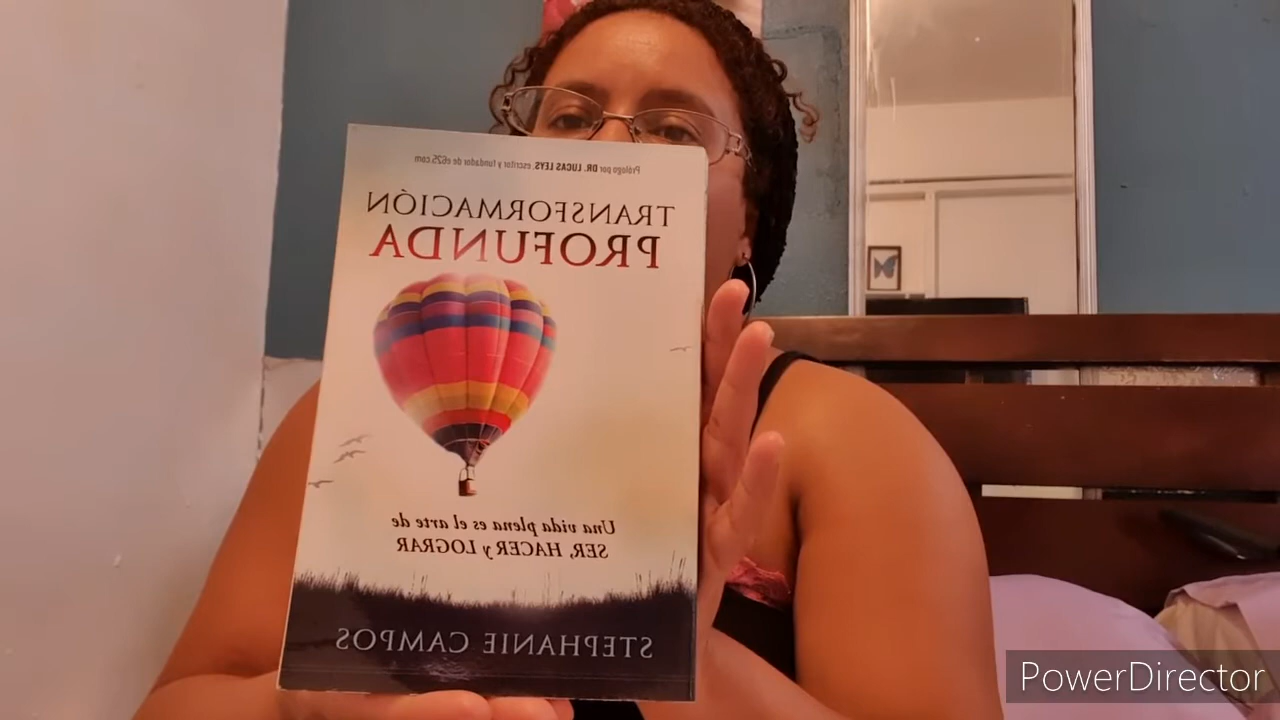 Prólogo por DR. LUCAS LEYS, escritor y fundador de e625.com
TRANSFORMACIÓN
PROFUNDA
Una vida plena es el arte de
SER, HACER y LOGRAR
STEPHANIE CAMPOS
PowerDirector